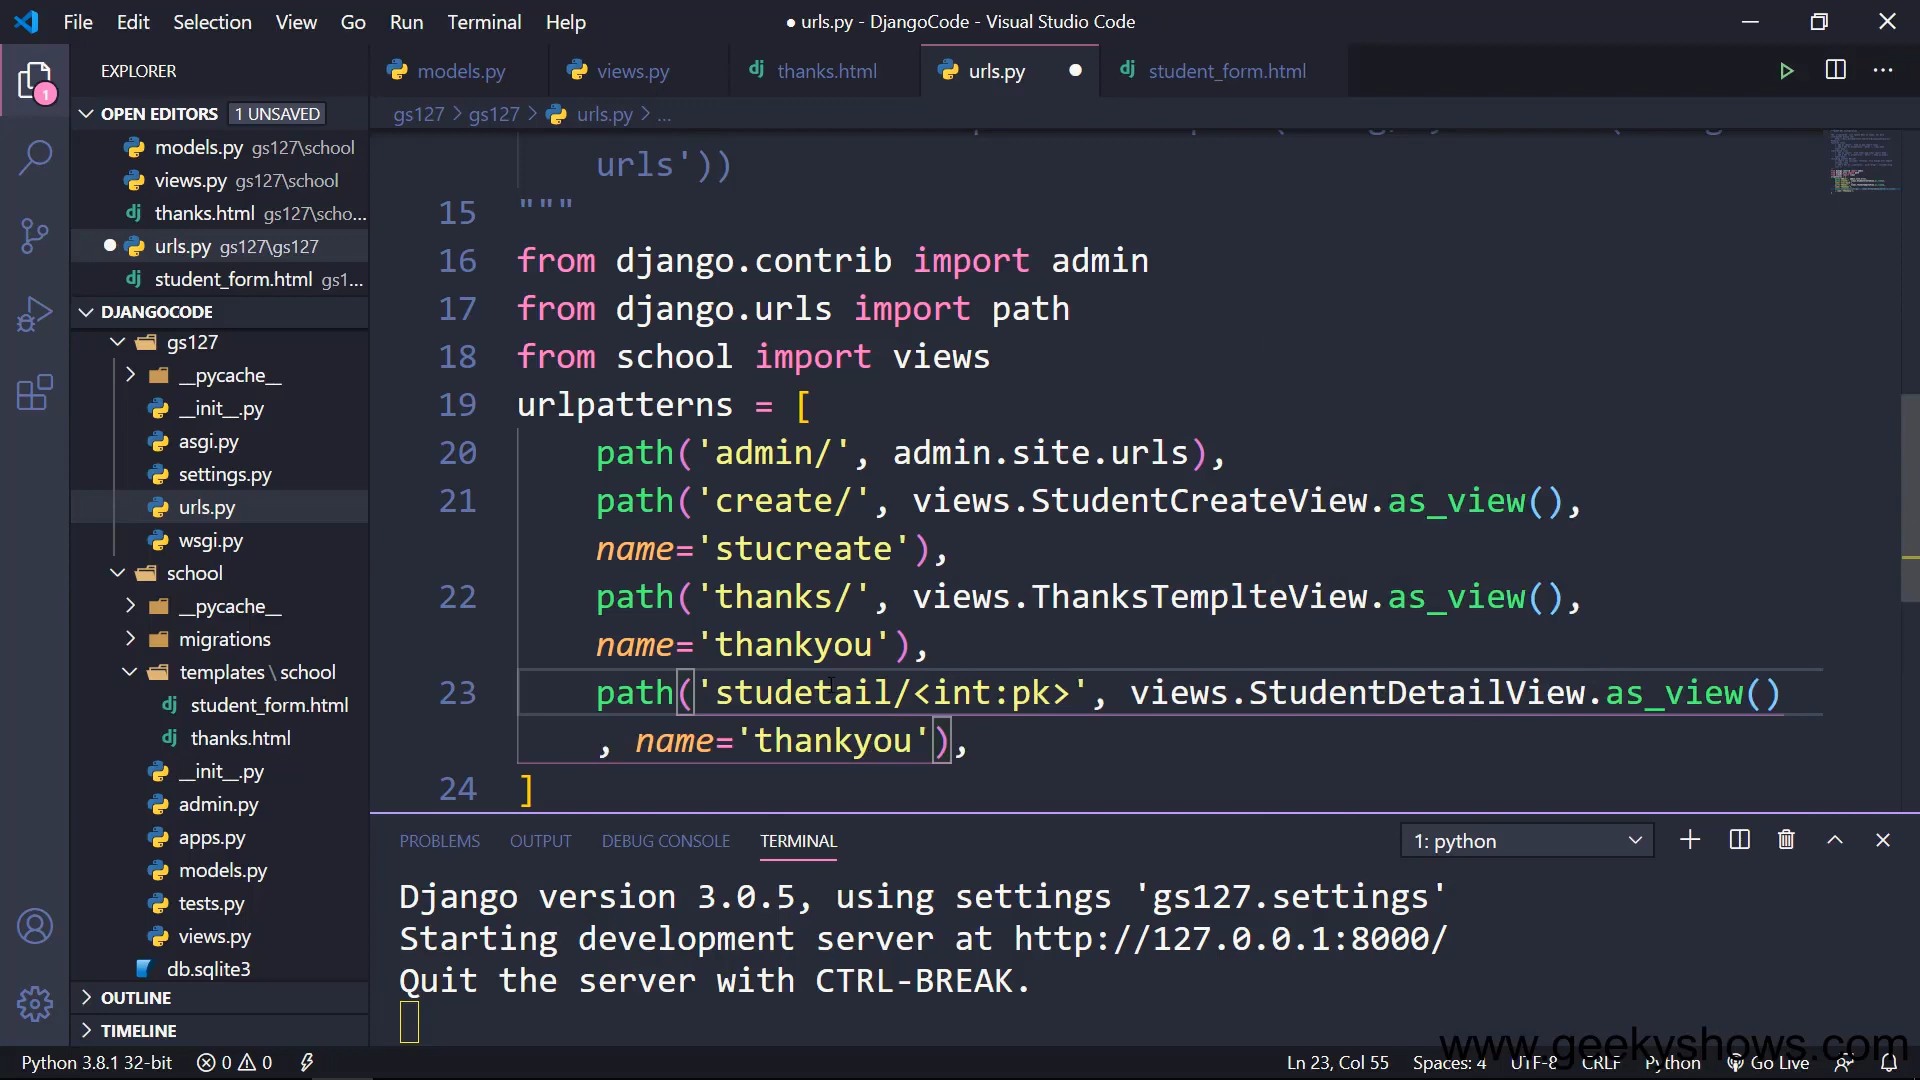 File Edit Selection View Go Run Terminal Help
● urls.py - DjangoCode - Visual Studio Code
EXPLORER
models.py
views.py
thanks.html
urls.py
student_form.html
OPEN EDITORS 1 UNSAVED
models.py gs127\school
views.py gs127\school
thanks.html gs127\scho...
urls.py gs127\gs127
student_form.html gs1...
DJANGOCODE
gs127
__pycache__
__init__.py
asgi.py
settings.py
urls.py
wsgi.py
school
__pycache__
migrations
templates\school
student_form.html
thanks.html
__init__.py
admin.py
apps.py
models.py
tests.py
views.py
db.sqlite3
OUTLINE
TIMELINE
gs127 > gs127 > urls.py > ...
urls'))
15 """
16 from django.contrib import admin
17 from django.urls import path
18 from school import views
19 urlpatterns = [
20 path('admin/', admin.site.urls),
21 path('create/', views.StudentCreateView.as_view(),
name='stucreate'),
22 path('thanks/', views.ThanksTemplteView.as_view(),
name='thankyou'),
23 path('studetail/<int:pk>', views.StudentDetailView.as_view()
, name='thankyou'),
24 ]
PROBLEMS OUTPUT DEBUG CONSOLE TERMINAL
1: python
Django version 3.0.5, using settings 'gs127.settings'
Starting development server at http://127.0.0.1:8000/
Quit the server with CTRL-BREAK.
www.geekyshows.com
Python 3.8.1 32-bit 0 0 Ln 23, Col 55 Spaces: 4 UTF-8 CRLF Python Go Live